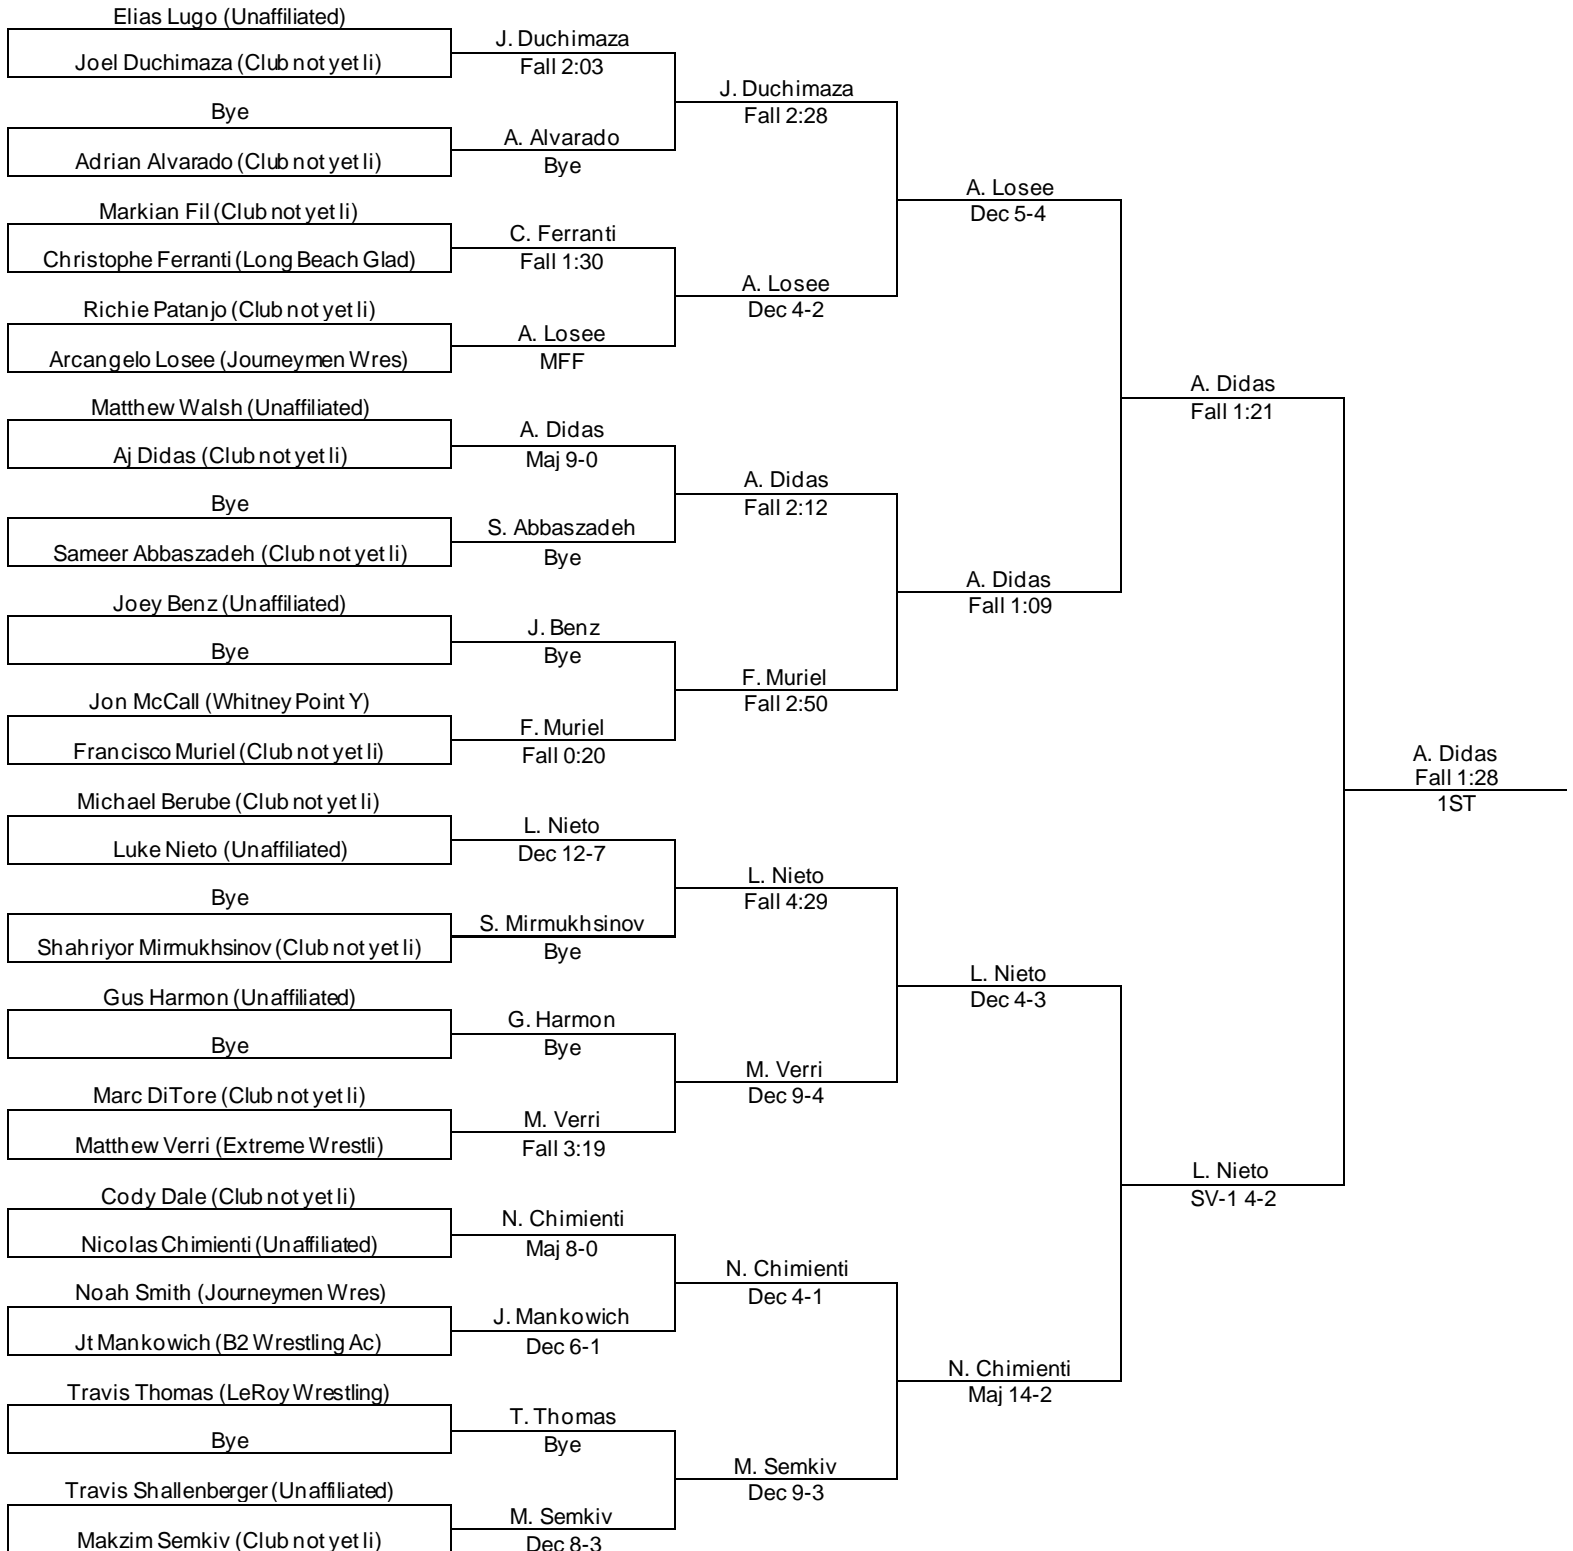 Elias Lugo (Unaffiliated)
Joel Duchimaza (Club not yet li)
Bye
Adrian Alvarado (Club not yet li)
Markian Fil (Club not yet li)
Christophe Ferranti (Long Beach Glad)
Richie Patanjo (Club not yet li)
Arcangelo Losee (Journeymen Wres)
Matthew Walsh (Unaffiliated)
Aj Didas (Club not yet li)
Bye
Sameer Abbaszadeh (Club not yet li)
Joey Benz (Unaffiliated)
Bye
Jon McCall (Whitney Point Y)
Francisco Muriel (Club not yet li)
Michael Berube (Club not yet li)
Luke Nieto (Unaffiliated)
Bye
Shahriyor Mirmukhsinov (Club not yet li)
Gus Harmon (Unaffiliated)
Bye
Marc DiTore (Club not yet li)
Matthew Verri (Extreme Wrestli)
Cody Dale (Club not yet li)
Nicolas Chimienti (Unaffiliated)
Noah Smith (Journeymen Wres)
Jt Mankowich (B2 Wrestling Ac)
Travis Thomas (LeRoy Wrestling)
Bye
Travis Shallenberger (Unaffiliated)
Makzim Semkiv (Club not yet li)
J. Duchimaza
Fall 2:03
A. Alvarado
Bye
C. Ferranti
Fall 1:30
A. Losee
MFF
A. Didas
Maj 9-0
S. Abbaszadeh
Bye
J. Benz
Bye
F. Muriel
Fall 0:20
L. Nieto
Dec 12-7
S. Mirmukhsinov
Bye
G. Harmon
Bye
M. Verri
Fall 3:19
N. Chimienti
Maj 8-0
J. Mankowich
Dec 6-1
T. Thomas
Bye
M. Semkiv
Dec 8-3
J. Duchimaza
Fall 2:28
A. Losee
Dec 4-2
A. Didas
Fall 2:12
F. Muriel
Fall 2:50
L. Nieto
Fall 4:29
M. Verri
Dec 9-4
N. Chimienti
Dec 4-1
M. Semkiv
Dec 9-3
A. Losee
Dec 5-4
A. Didas
Fall 1:09
L. Nieto
Dec 4-3
N. Chimienti
Maj 14-2
A. Didas
Fall 1:21
L. Nieto
SV-1 4-2
A. Didas
Fall 1:28
1ST